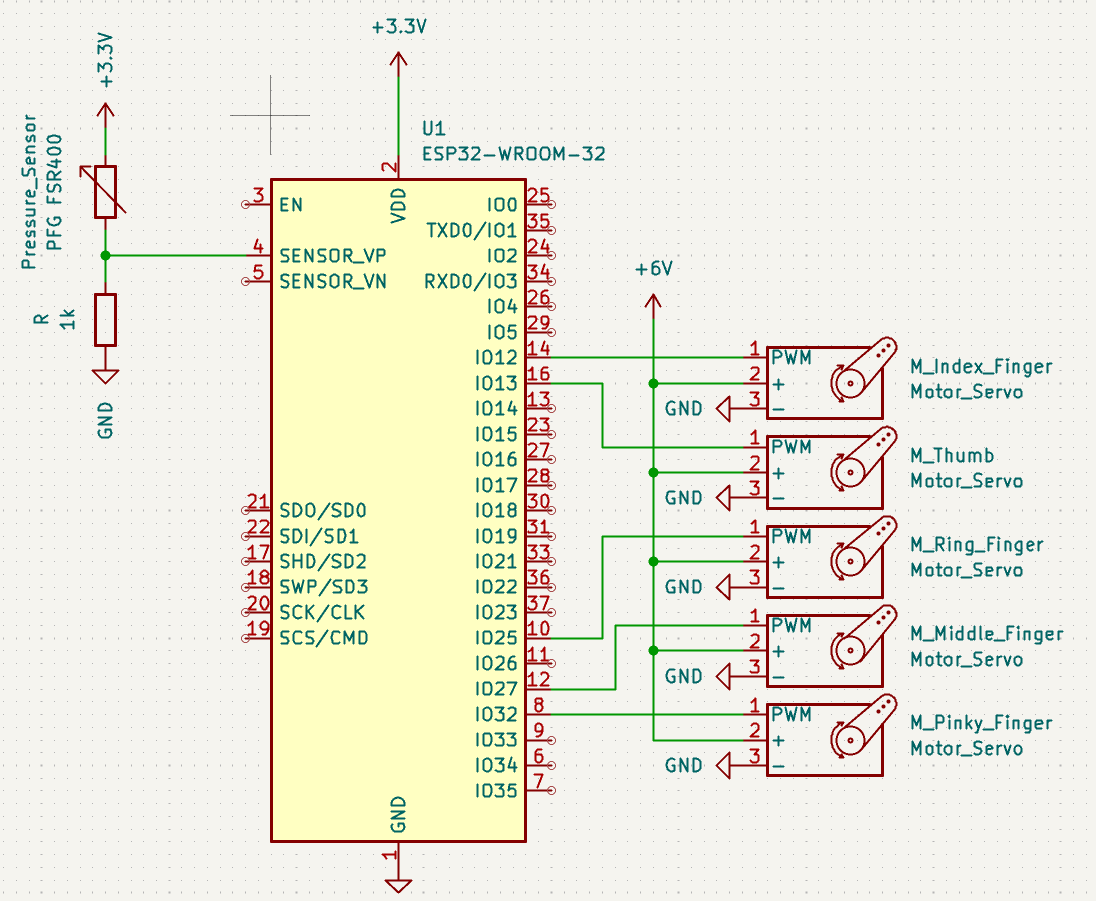 +3.3V
+3.3V
Pressure_Sensor
PFG FSR400
R
1k
GND
U1
ESP32-WROOM-32
2
VDD
3 EN
4 SENSOR_VP
5 SENSOR_VN
21 SDO/SD0
22 SDI/SD1
17 SHD/SD2
18 SWP/SD3
20 SCK/CLK
19 SCS/CMD
IO0 25
TXD0/IO1 35
IO2 24
RXD0/IO3 34
IO4 26
IO5 29
IO12 14
IO13 16
IO14 13
IO15 23
IO16 27
IO17 28
IO18 30
IO19 31
IO21 33
IO22 36
IO23 37
IO25 10
IO26 11
IO27 12
IO32 8
IO33 9
IO34 6
IO35 7
GND
1
+6V
1 PWM
2 +
GND 3 -
M_Index_Finger
Motor_Servo
1 PWM
2 +
GND 3 -
M_Thumb
Motor_Servo
1 PWM
2 +
GND 3 -
M_Ring_Finger
Motor_Servo
1 PWM
2 +
GND 3 -
M_Middle_Finger
Motor_Servo
1 PWM
2 +
GND 3 -
M_Pinky_Finger
Motor_Servo